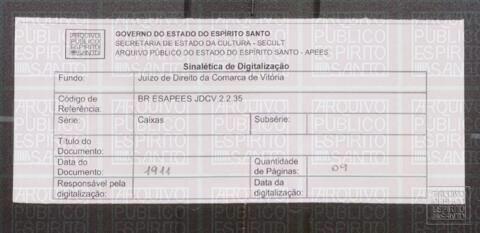 GOVERNO DO ESTADO DO ESPÍRITO SANTO
SECRETARIA DE ESTADO DA CULTURA - SECULT
ARQUIVO PÚBLICO DO ESTADO DO ESPÍRITO SANTO - APEES
Sinalética de Digitalização
Fundo: Juízo de Direito da Comarca de Vitória
Código de Referência: BR ESAPEES JDCV.2.2.35
Série: Caixas Subsérie:
Título do Documento:
Data do Documento: 1911 Quantidade de Páginas: 09
Responsável pela digitalização: Data da digitalização:
ARQUIVO
PÚBLICO
ESPÍRITO
SANTO